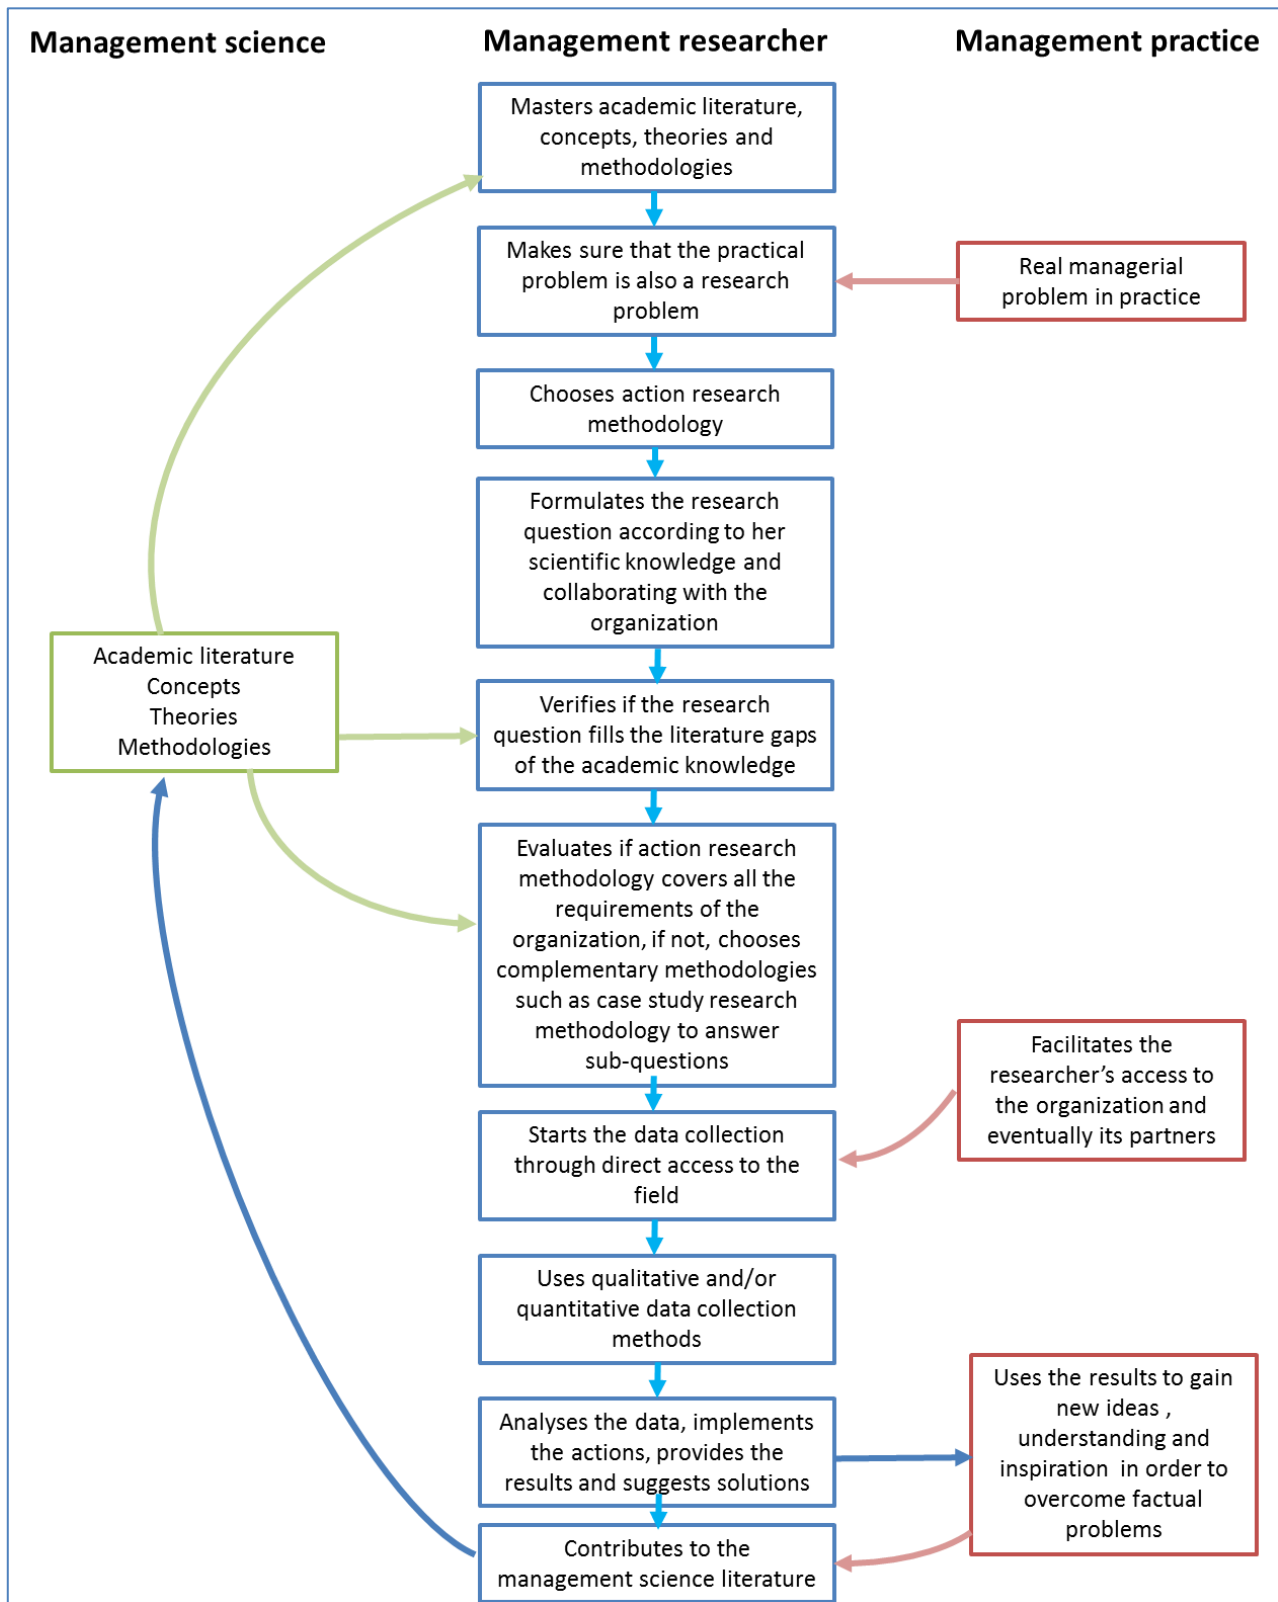 Management science
Management researcher
Management practice
Masters academic literature,
concepts, theories and
methodologies
Makes sure that the practical
problem is also a research
problem
Real managerial
problem in practice
Chooses action research
methodology
Formulates the research
question according to her
scientific knowledge and
collaborating with the
organization
Academic literature
Concepts
Theories
Methodologies
Verifies if the research
question fills the literature gaps
of the academic knowledge
Evaluates if action research
methodology covers all the
requirements of the
organization, if not, chooses
complementary methodologies
such as case study research
methodology to answer
sub-questions
Facilitates the
researcher’s access to
the organization and
eventually its partners
Starts the data collection
through direct access to the
field
Uses qualitative and/or
quantitative data collection
methods
Analyses the data, implements
the actions, provides the
results and suggests solutions
Uses the results to gain
new ideas ,
understanding and
inspiration in order to
overcome factual
problems
Contributes to the
management science literature